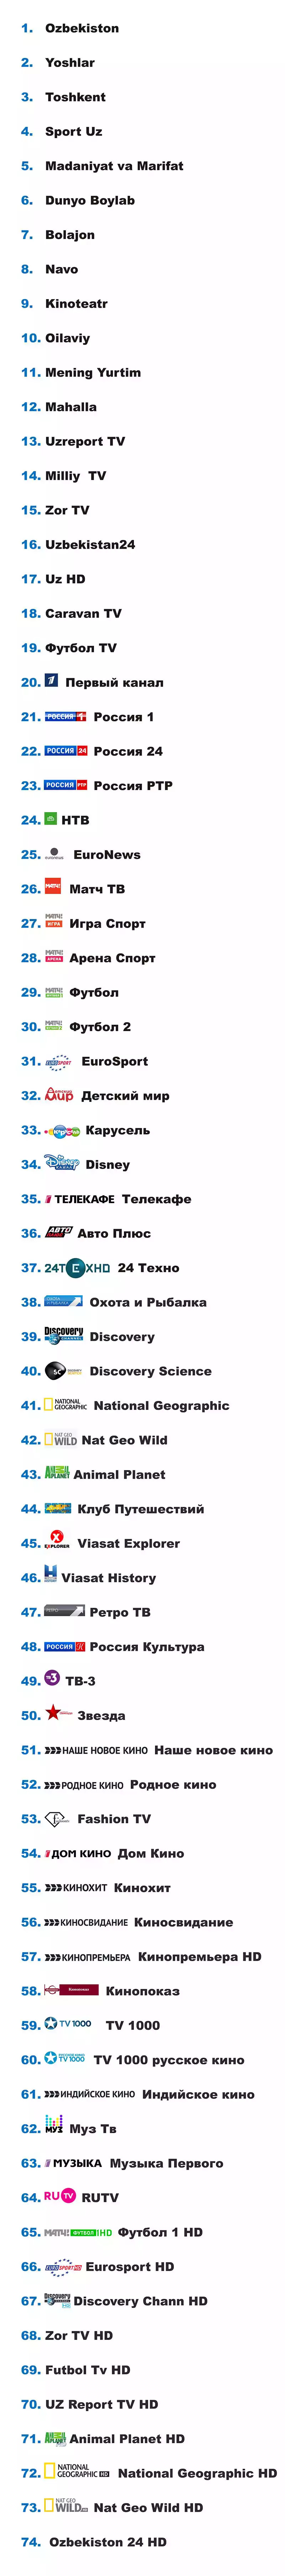 1. Ozbekiston
2. Yoshlar
3. Toshkent
4. Sport Uz
5. Madaniyat va Marifat
6. Dunyo Boylab
7. Bolajon
8. Navo
9. Kinoteatr
10. Oilaviy
11. Mening Yurtim
12. Mahalla
13. Uzreport TV
14. Milliy TV
15. Zor TV
16. Uzbekistan24
17. Uz HD
18. Caravan TV
19. Футбол TV
20. Первый канал
21. РОССИЯ 1 Россия 1
22. РОССИЯ 24 Россия 24
23. РОССИЯ РТР Россия РТР
24. НТВ
25. EuroNews
26. МАТЧ! Матч ТВ
27. МАТЧ! ИГРА Игра Спорт
28. МАТЧ! АРЕНА Арена Спорт
29. МАТЧ! Футбол
30. МАТЧ! Футбол 2
31. EUROSPORT EuroSport
32. Детский Мир Детский мир
33. Карусель
34. Disney Disney
35. ТЕЛЕКАФЕ Телекафе
36. АВТО Авто Плюс
37. 24ТЕХНО 24 Техно
38. Охота и Рыбалка
39. Discovery Discovery
40. Discovery Science
41. NATIONAL GEOGRAPHIC National Geographic
42. NAT GEO WILD Nat Geo Wild
43. ANIMAL PLANET Animal Planet
44. Клуб Путешествий
45. EXPLORER Viasat Explorer
46. Viasat History
47. Ретро ТВ
48. РОССИЯ К Россия Культура
49. ТВ-3
50. Звезда
51. НАШЕ НОВОЕ КИНО Наше новое кино
52. РОДНОЕ КИНО Родное кино
53. Fashion TV
54. ДОМ КИНО Дом Кино
55. КИНОХИТ Кинохит
56. КИНОСВИДАНИЕ Киносвидание
57. КИНОПРЕМЬЕРА Кинопремьера HD
58. Кинопоказ Кинопоказ
59. TV 1000 TV 1000
60. TV 1000 TV 1000 русское кино
61. ИНДИЙСКОЕ КИНО Индийское кино
62. МУЗ Муз Тв
63. МУЗЫКА Музыка Первого
64. RU TV RUTV
65. МАТЧ! ФУТБОЛ 1HD Футбол 1 HD
66. EUROSPORT Eurosport HD
67. Discovery HD Discovery Chann HD
68. Zor TV HD
69. Futbol Tv HD
70. UZ Report TV HD
71. ANIMAL PLANET Animal Planet HD
72. NATIONAL GEOGRAPHIC HD National Geographic HD
73. NAT GEO WILD Nat Geo Wild HD
74. Ozbekiston 24 HD